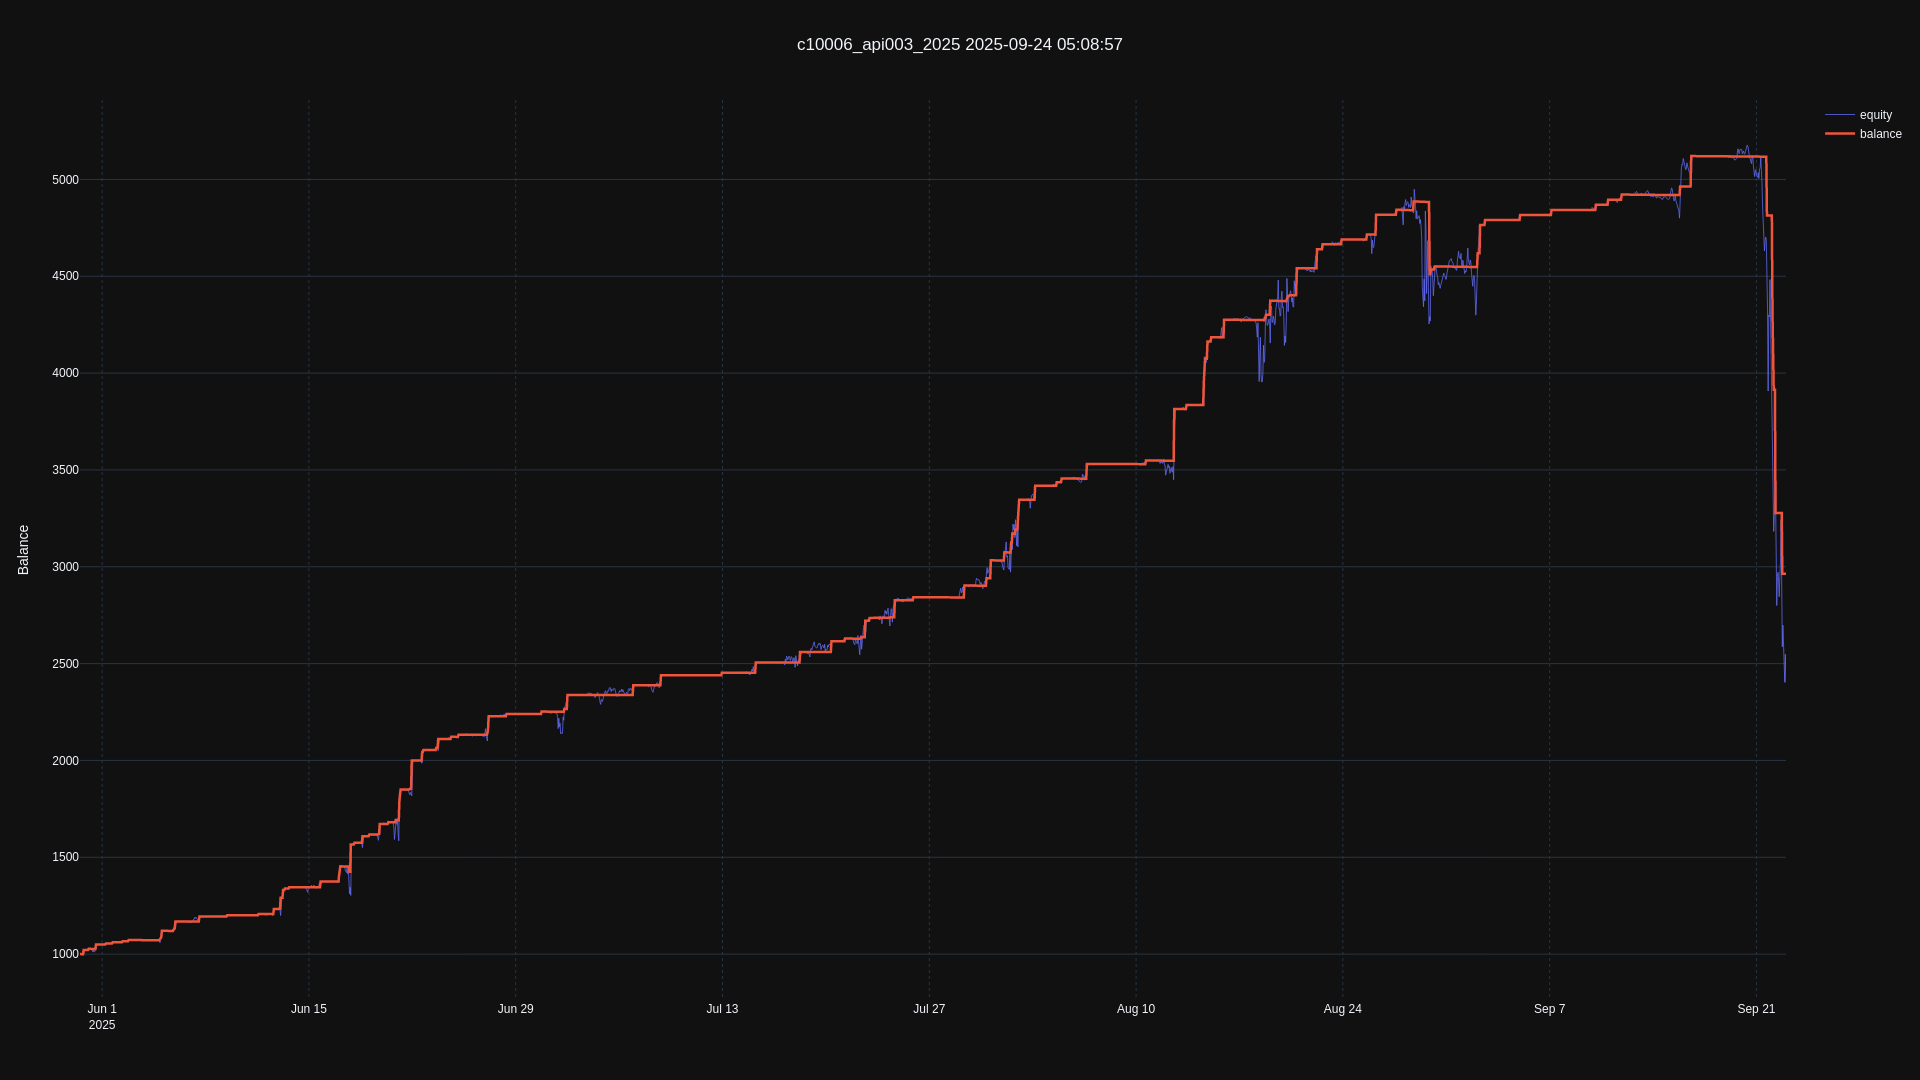 c10006_api003_2025 2025-09-24 05:08:57
equity
balance
Balance
5000
4500
4000
3500
3000
2500
2000
1500
1000
Jun 1
2025
Jun 15
Jun 29
Jul 13
Jul 27
Aug 10
Aug 24
Sep 7
Sep 21